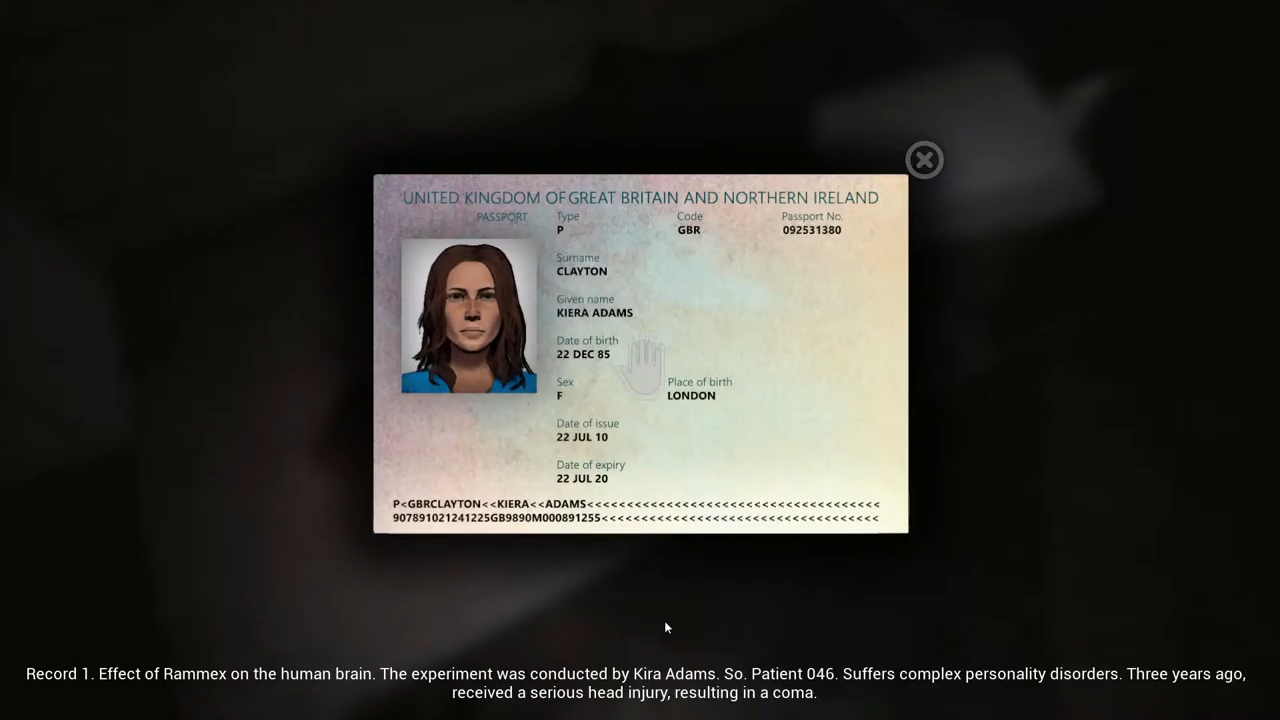 UNITED KINGDOM OF GREAT BRITAIN AND NORTHERN IRELAND
PASSPORT Type Code Passport No.
P GBR 092531380
Surname
CLAYTON
Given name
KIERA ADAMS
Date of birth
22 DEC 85
Sex Place of birth
F LONDON
Date of issue
22 JUL 10
Date of expiry
22 JUL 20
P<GBRCLAYTON<<KIERA<<ADAMS<<<<<<<<<<<<<<<<<<<<<<<<<<<<<<<<<<<<
907891021241225GB9890M000891255<<<<<<<<<<<<<<<<<<<<<<<<<<<<<<<<<<
Record 1. Effect of Rammex on the human brain. The experiment was conducted by Kira Adams. So. Patient 046. Suffers complex personality disorders. Three years ago,
received a serious head injury, resulting in a coma.